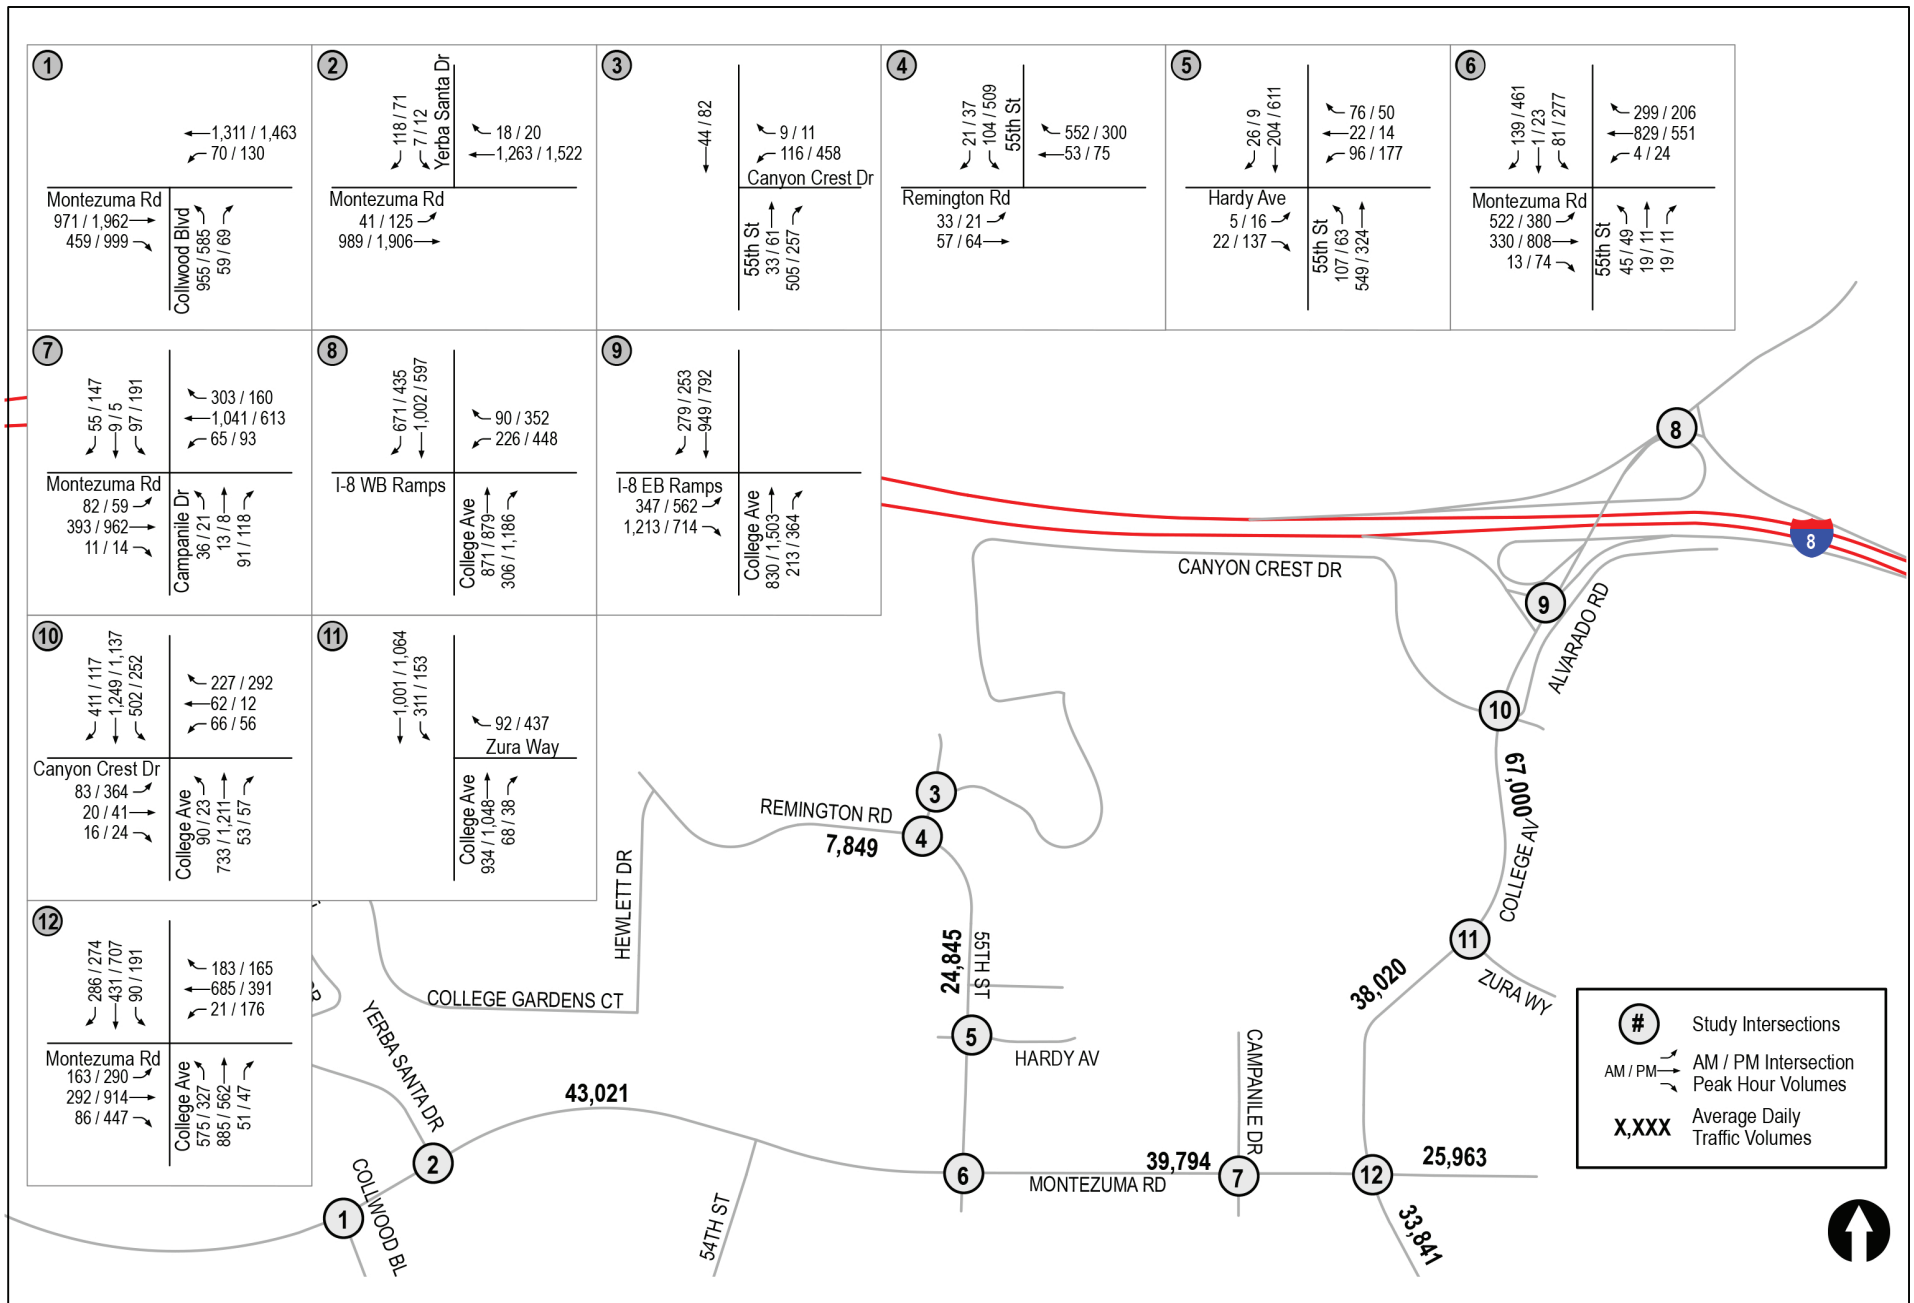 1
1,311 / 1,463
70 / 130
Montezuma Rd
971 / 1,962
459 / 999
Collwood Blvd
955 / 585
59 / 69
2
118 / 71
7 / 12
Yerba Santa Dr
18 / 20
1,263 / 1,522
Montezuma Rd
41 / 125
989 / 1,906
3
44 / 82
9 / 11
116 / 458
Canyon Crest Dr
55th St
33 / 61
505 / 257
4
21 / 37
104 / 509
55th St
552 / 300
53 / 75
Remington Rd
33 / 21
57 / 64
5
26 / 9
204 / 611
76 / 50
22 / 14
96 / 177
Hardy Ave
5 / 16
22 / 137
55th St
107 / 63
549 / 324
6
139 / 461
1 / 23
81 / 277
299 / 206
829 / 551
4 / 24
Montezuma Rd
522 / 380
330 / 808
13 / 74
55th St
45 / 49
19 / 11
19 / 11
7
55 / 147
9 / 5
97 / 191
303 / 160
1,041 / 613
65 / 93
Montezuma Rd
82 / 59
393 / 962
11 / 14
Campanile Dr
36 / 21
13 / 8
91 / 118
8
671 / 435
1,002 / 597
90 / 352
226 / 448
I-8 WB Ramps
College Ave
871 / 879
306 / 1,186
9
279 / 253
949 / 792
I-8 EB Ramps
347 / 562
1,213 / 714
College Ave
830 / 1,503
213 / 364
10
411 / 117
1,249 / 1,137
502 / 252
227 / 292
62 / 12
66 / 56
Canyon Crest Dr
83 / 364
20 / 41
16 / 24
College Ave
90 / 23
733 / 1,211
53 / 57
11
1,001 / 1,064
311 / 153
92 / 437
Zura Way
College Ave
934 / 1,048
68 / 38
12
286 / 274
431 / 707
90 / 191
183 / 165
685 / 391
21 / 176
Montezuma Rd
163 / 290
292 / 914
86 / 447
College Ave
575 / 327
885 / 562
51 / 47
8
8
CANYON CREST DR
9
ALVARADO RD
10
67,000
COLLEGE AV
3
REMINGTON RD
7,849
4
HEWLETT DR
24,845
55TH ST
11
38,020
ZURA WY
COLLEGE GARDENS CT
YERBA SANTA DR
5
HARDY AV
CAMPANILE DR
43,021
2
6
39,794
MONTEZUMA RD
7
12
25,963
33,841
1
COLLWOOD BL
54TH ST
# Study Intersections
AM / PM
AM / PM Intersection
Peak Hour Volumes
X,XXX
Average Daily
Traffic Volumes